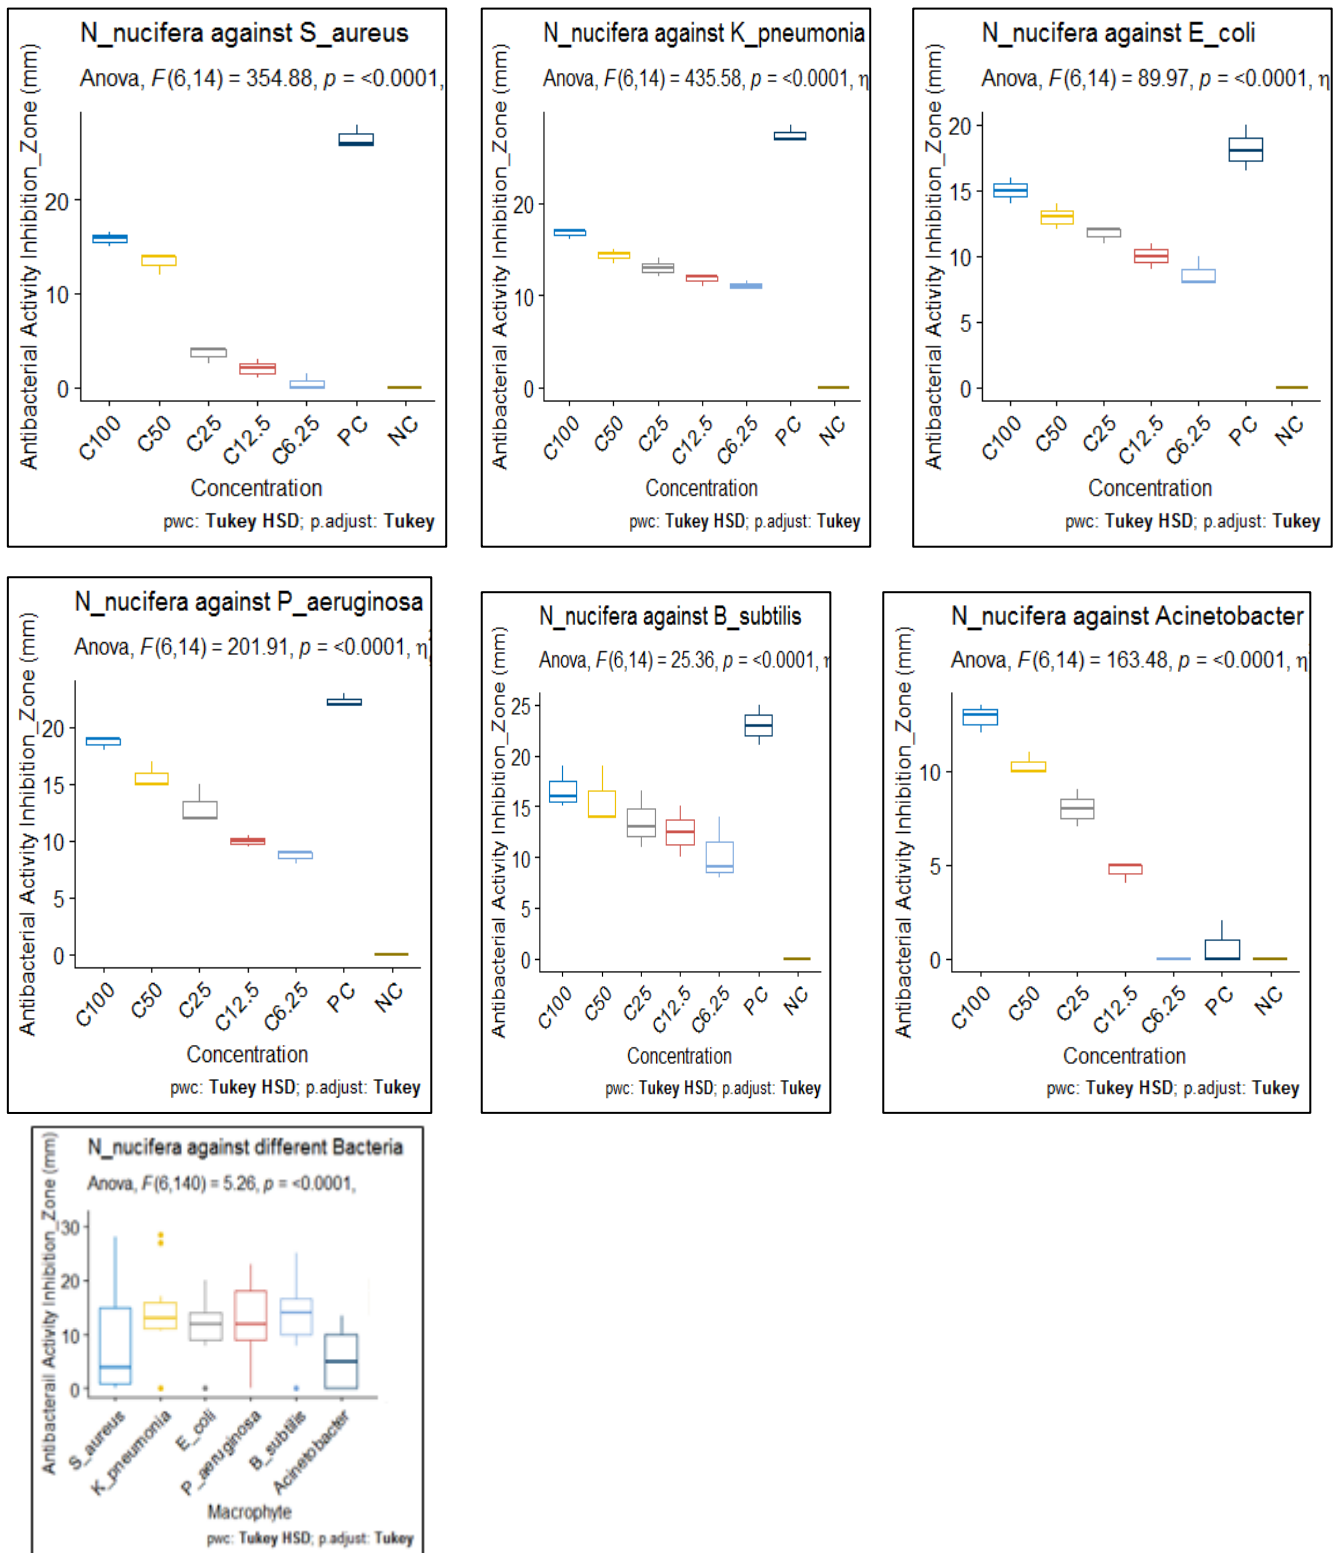 N_nucifera against S_aureus
Anova, F(6,14) = 354.88, p = <0.0001,
Antibacterial Activity Inhibition_Zone (mm)
20
10
0
C100 C50 C25 C12.5 C6.25 PC NC
Concentration
pwc: Tukey HSD; p.adjust: Tukey
N_nucifera against K_pneumonia
Anova, F(6,14) = 435.58, p = <0.0001, η
Antibacterial Activity Inhibition_Zone (mm)
20
10
0
C100 C50 C25 C12.5 C6.25 PC NC
Concentration
pwc: Tukey HSD; p.adjust: Tukey
N_nucifera against E_coli
Anova, F(6,14) = 89.97, p = <0.0001, η
Antibacterial Activity Inhibition_Zone (mm)
20
15
10
5
0
C100 C50 C25 C12.5 C6.25 PC NC
Concentration
pwc: Tukey HSD; p.adjust: Tukey
N_nucifera against P_aeruginosa
Anova, F(6,14) = 201.91, p = <0.0001, η
Antibacterial Activity Inhibition_Zone (mm)
20
15
10
5
0
C100 C50 C25 C12.5 C6.25 PC NC
Concentration
pwc: Tukey HSD; p.adjust: Tukey
N_nucifera against B_subtilis
Anova, F(6,14) = 25.36, p = <0.0001, η
Antibacterial Activity Inhibition_Zone (mm)
25
20
15
10
5
0
C100 C50 C25 C12.5 C6.25 PC NC
Concentration
pwc: Tukey HSD; p.adjust: Tukey
N_nucifera against Acinetobacter
Anova, F(6,14) = 163.48, p = <0.0001, η
Antibacterial Activity Inhibition_Zone (mm)
10
5
0
C100 C50 C25 C12.5 C6.25 PC NC
Concentration
pwc: Tukey HSD; p.adjust: Tukey
N_nucifera against different Bacteria
Anova, F(6,140) = 5.26, p = <0.0001,
Antibacterail Activity Inhibition_Zone (mm)
30
20
10
0
S_aureus K_pneumonia E_coli P_aeruginosa B_subtilis Acinetobacter
Macrophyte
pwc: Tukey HSD; p.adjust: Tukey